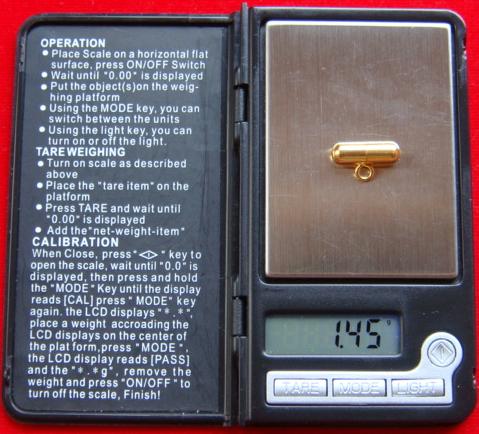 OPERATION
● Place Scale on a horizontal flat
surface, press ON/OFF Switch
● Wait until "0.00" is displayed
● Put the object(s)on the weig-
hing platform
● Using the MODE key, you can
switch between the units
● Using the light key, you can
turn on or off the light.
TAREWEIGHING
● Turn on scale as described
above
● Place the "tare item" on the
platform
● Press TARE and wait until
"0.00" is displayed
● Add the"net-weight-item"
CALIBRATION
When Close, press"<|>" key to
open the scale, wait until "0.0" is
displayed, then press and hold
the "MODE" Key until the display
reads [CAL] press" MODE" key
again. the LCD displays "*.*",
place a weight accroading the
LCD displays on the center of
the plat form,press "MODE",
the LCD display reads [PASS]
and the "*.*g", remove the
weight and press "ON/OFF" to
turn off the scale, Finish!
1.45 g
TARE MODE LIGHT